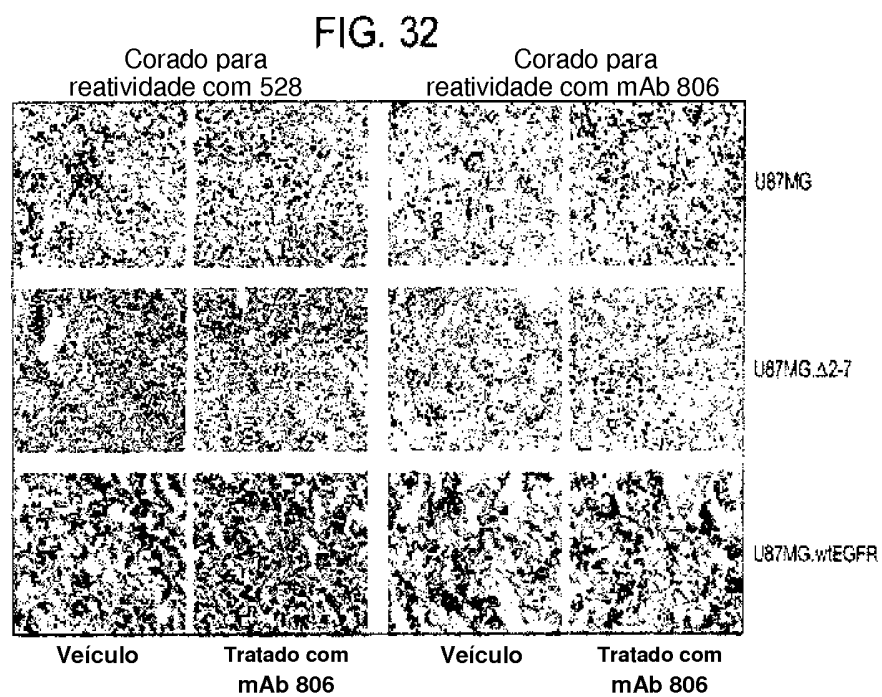 FIG. 32
Corado para
reatividade com 528
Corado para
reatividade com mAb 806
U87MG
U87MG.Δ2-7
U87MG.wtEGFR
Veículo
Tratado com
mAb 806
Veículo
Tratado com
mAb 806